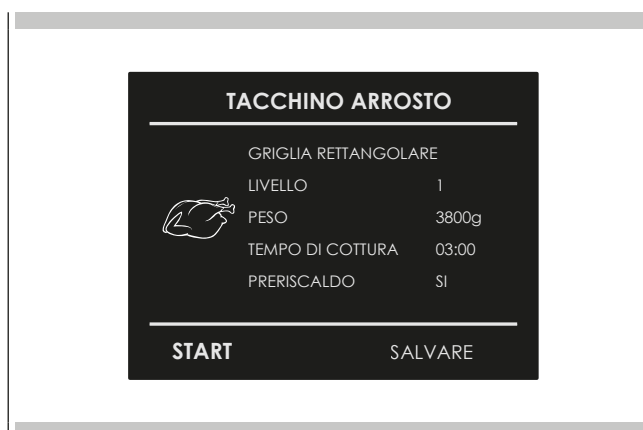 TACCHINO ARROSTO
GRIGLIA RETTANGOLARE
LIVELLO 1
PESO 3800g
TEMPO DI COTTURA 03:00
PRERISCALDO SI
START SALVARE